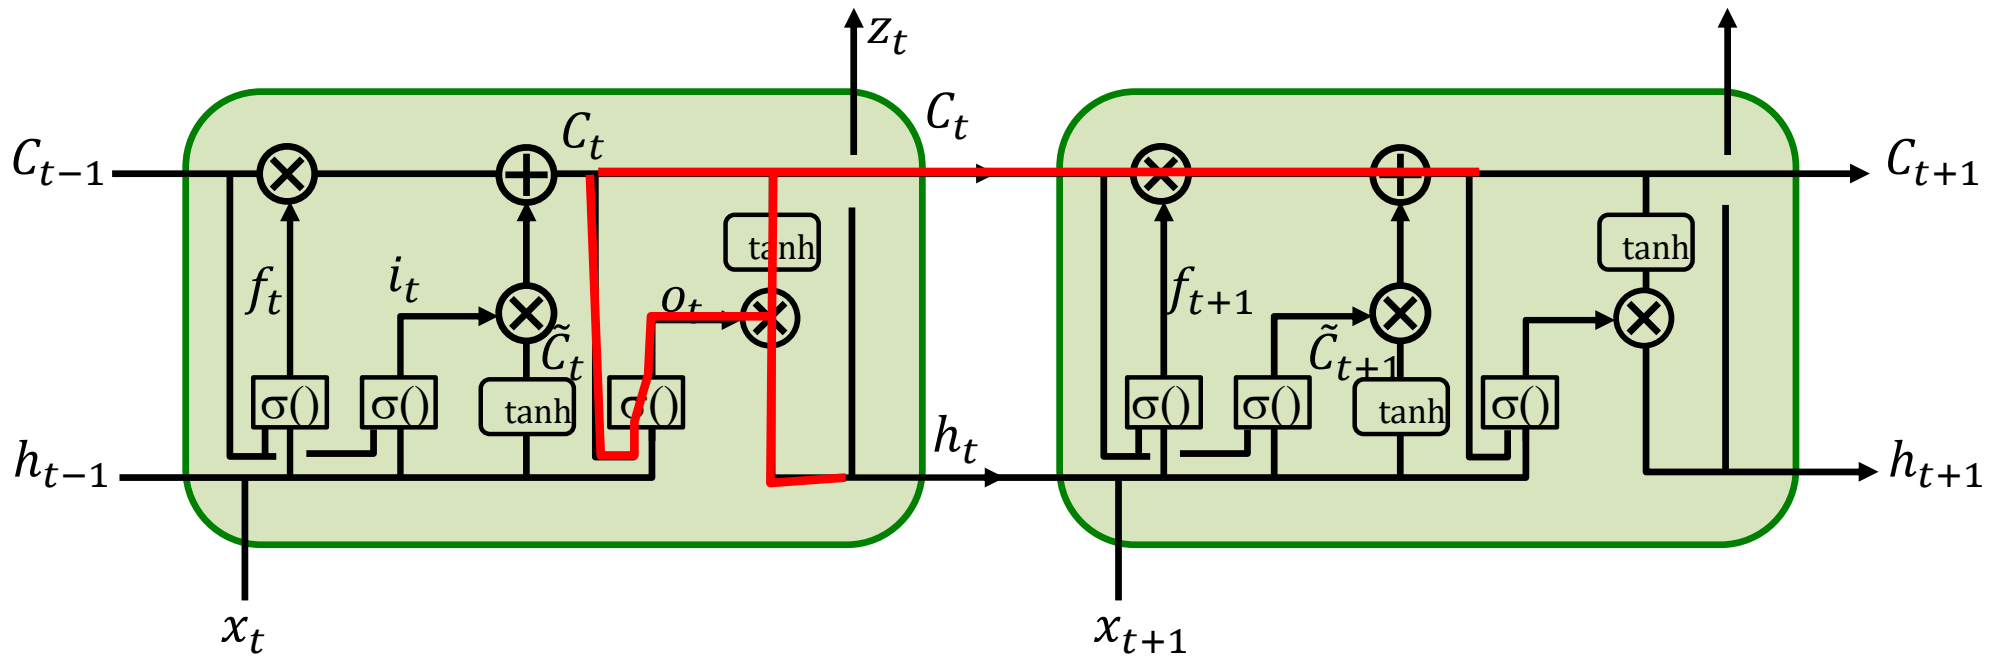 z_t
C_{t-1}
C_t
C_t
C_{t+1}
f_t
i_t
o_t
tanh
C̃_t
σ()
σ()
tanh
σ()
h_{t-1}
h_t
x_t
f_{t+1}
tanh
C̃_{t+1}
σ()
σ()
tanh
σ()
h_{t+1}
x_{t+1}